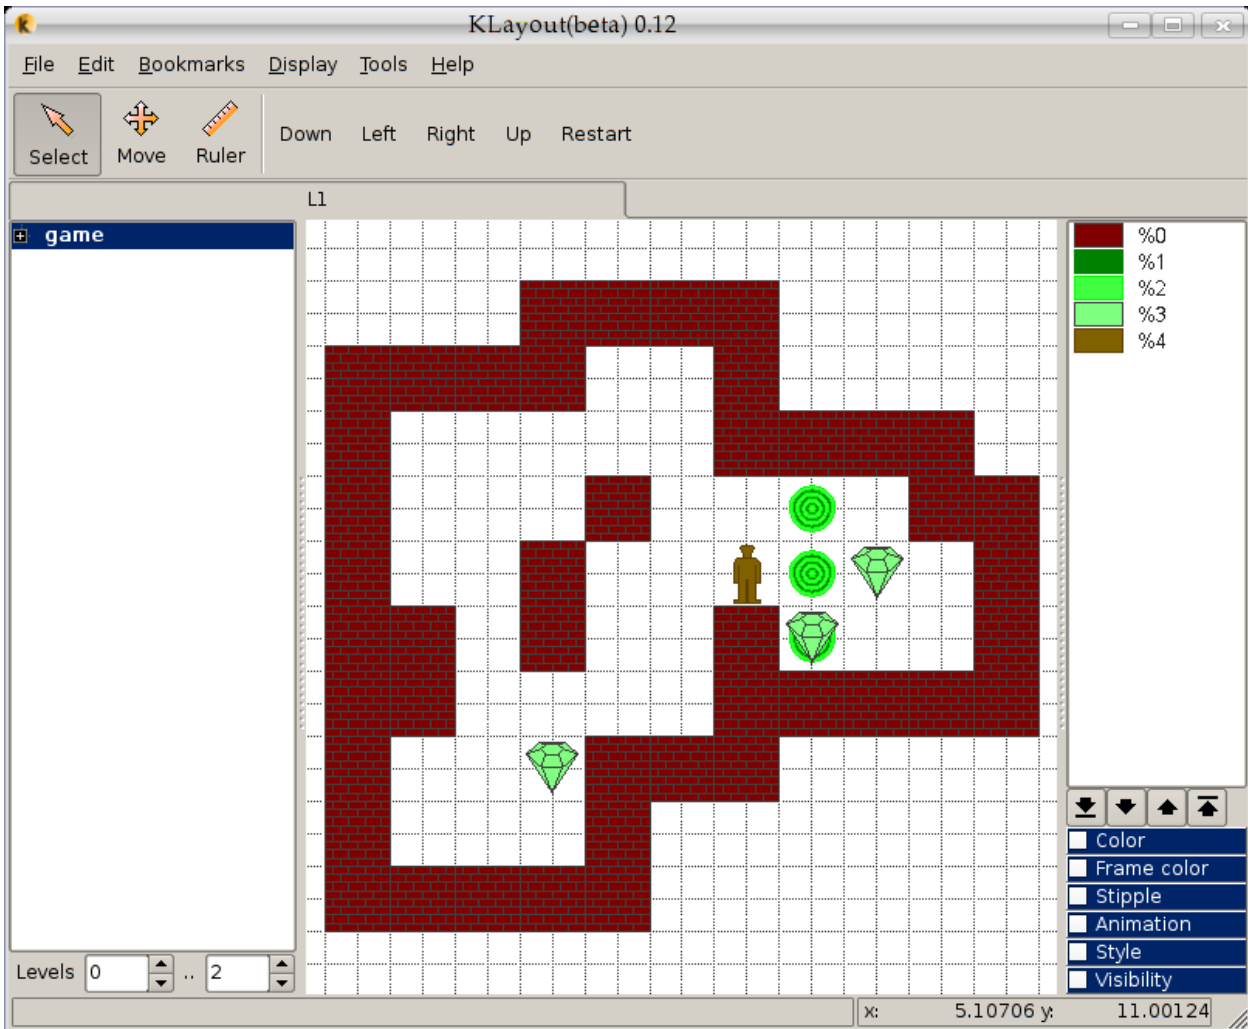 KLayout(beta) 0.12
File Edit Bookmarks Display Tools Help
Select Move Ruler Down Left Right Up Restart
L1
game
%0
%1
%2
%3
%4
Color
Frame color
Stipple
Animation
Style
Visibility
Levels 0 .. 2
x: 5.10706 y: 11.00124